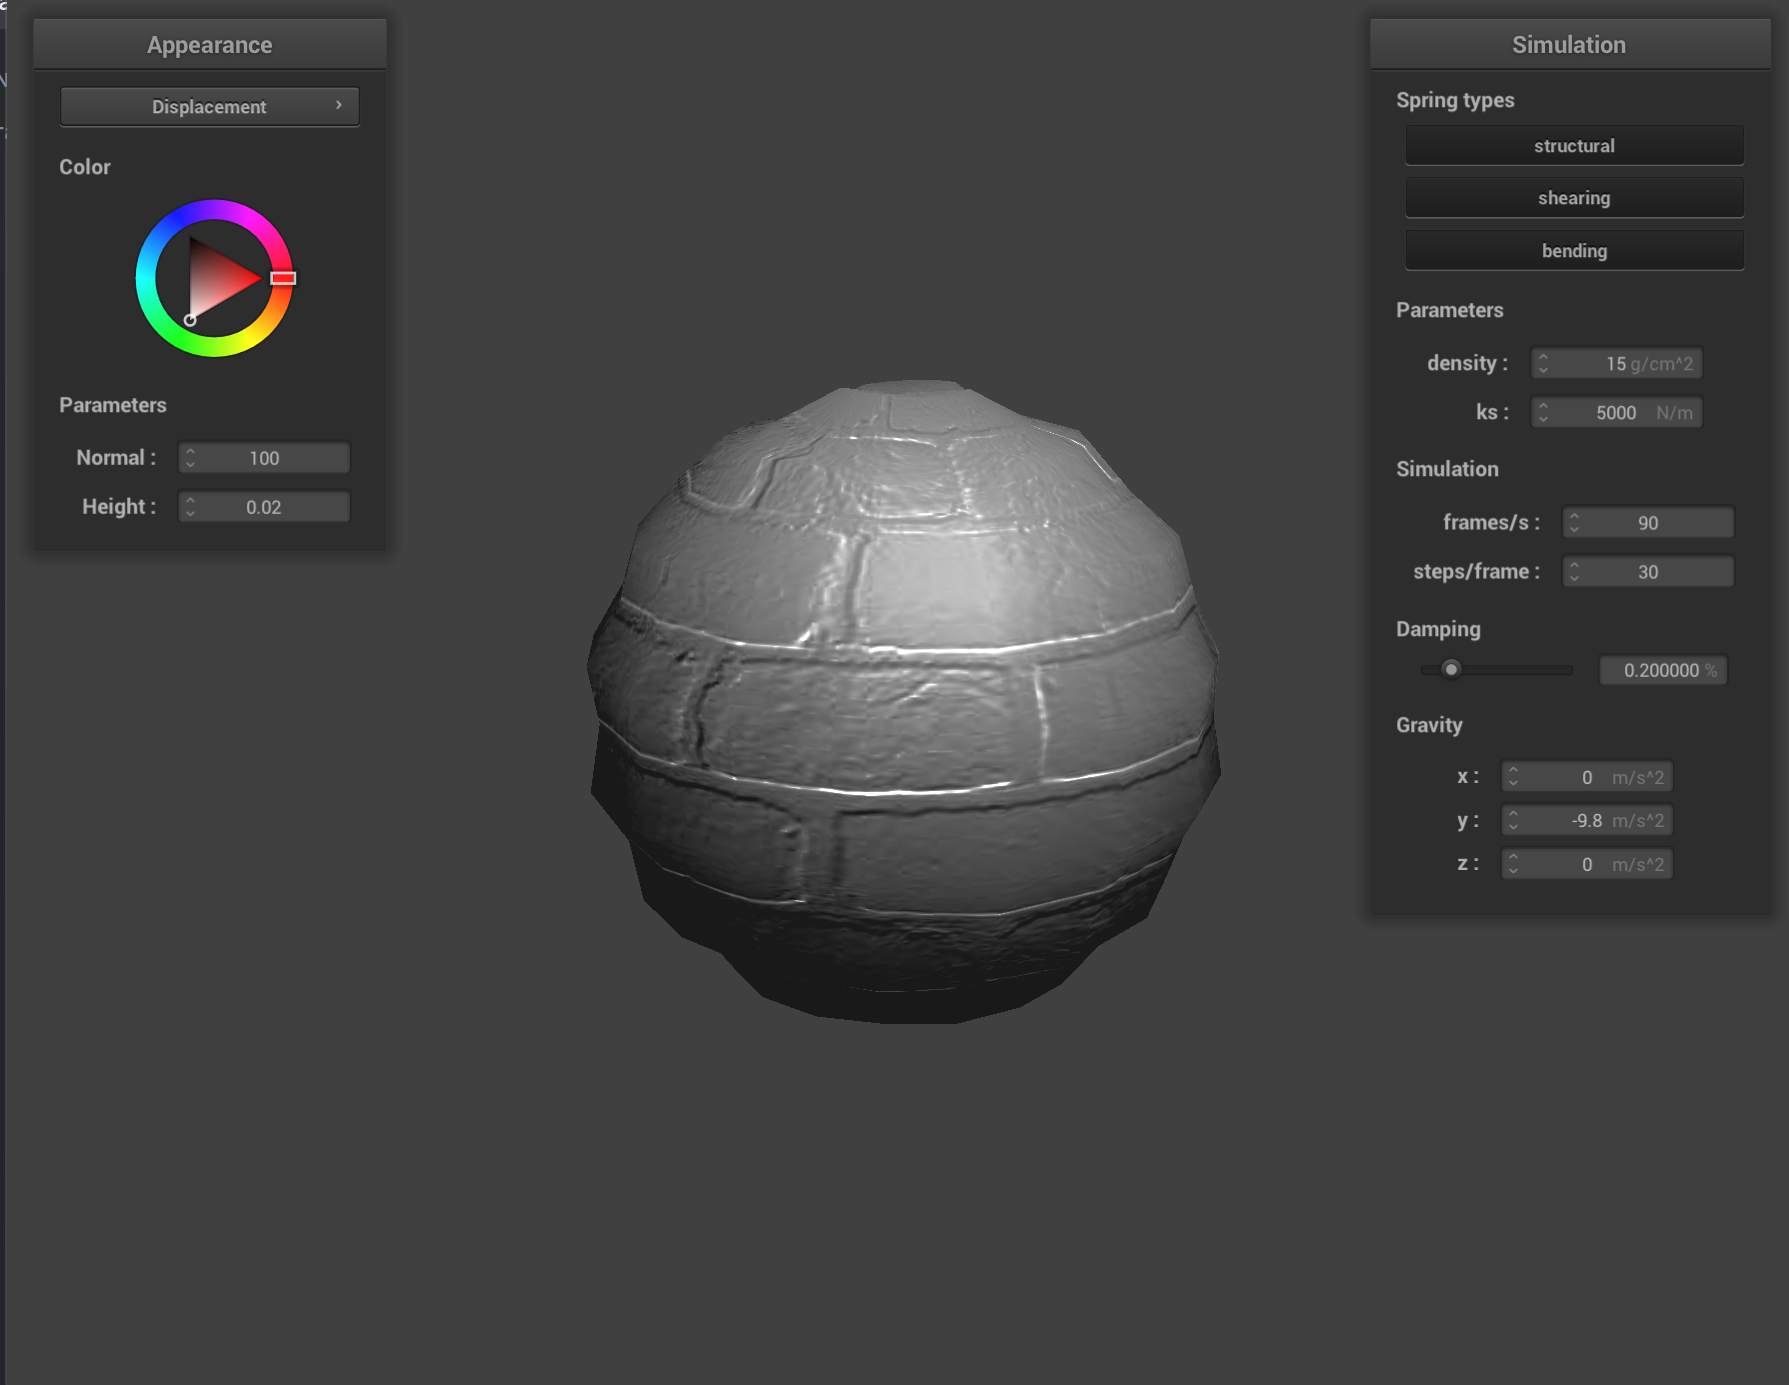 Appearance
Displacement
Color
Parameters
Normal : 100
Height : 0.02
Simulation
Spring types
structural
shearing
bending
Parameters
density : 15 g/cm^2
ks : 5000 N/m
Simulation
frames/s : 90
steps/frame : 30
Damping
0.200000 %
Gravity
x : 0 m/s^2
y : -9.8 m/s^2
z : 0 m/s^2